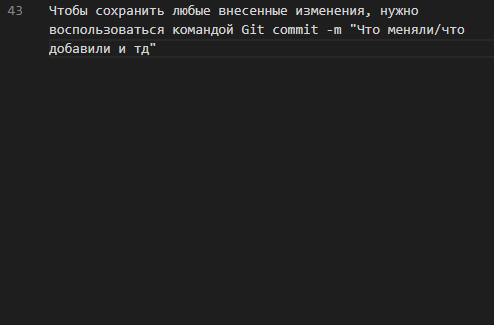 43 Чтобы сохранить любые внесенные изменения, нужно
воспользоваться командой Git commit -m "Что меняли/что
добавили и тд"